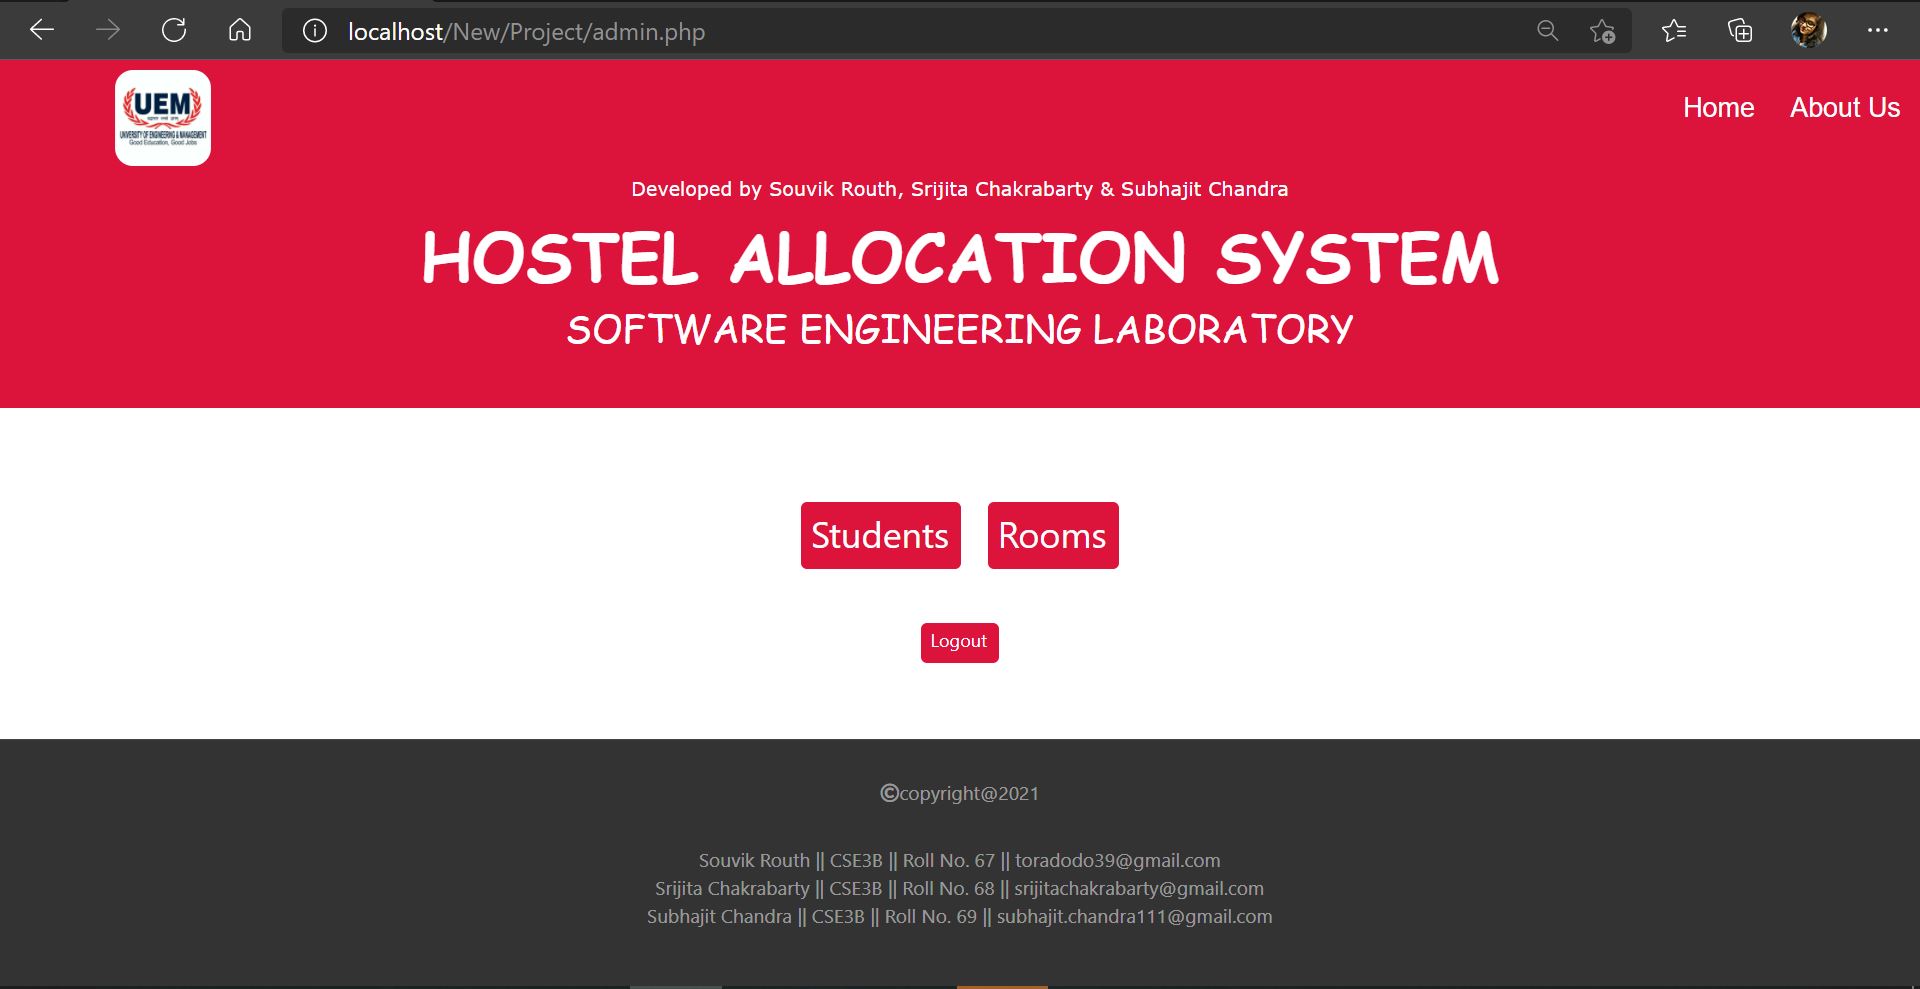 localhost/New/Project/admin.php
UEM
UNIVERSITY OF ENGINEERING & MANAGEMENT
Good Education, Good Jobs
Home About Us
Developed by Souvik Routh, Srijita Chakrabarty & Subhajit Chandra
HOSTEL ALLOCATION SYSTEM
SOFTWARE ENGINEERING LABORATORY
Students Rooms
Logout
©copyright@2021
Souvik Routh || CSE3B || Roll No. 67 || toradodo39@gmail.com
Srijita Chakrabarty || CSE3B || Roll No. 68 || srijitachakrabarty@gmail.com
Subhajit Chandra || CSE3B || Roll No. 69 || subhajit.chandra111@gmail.com